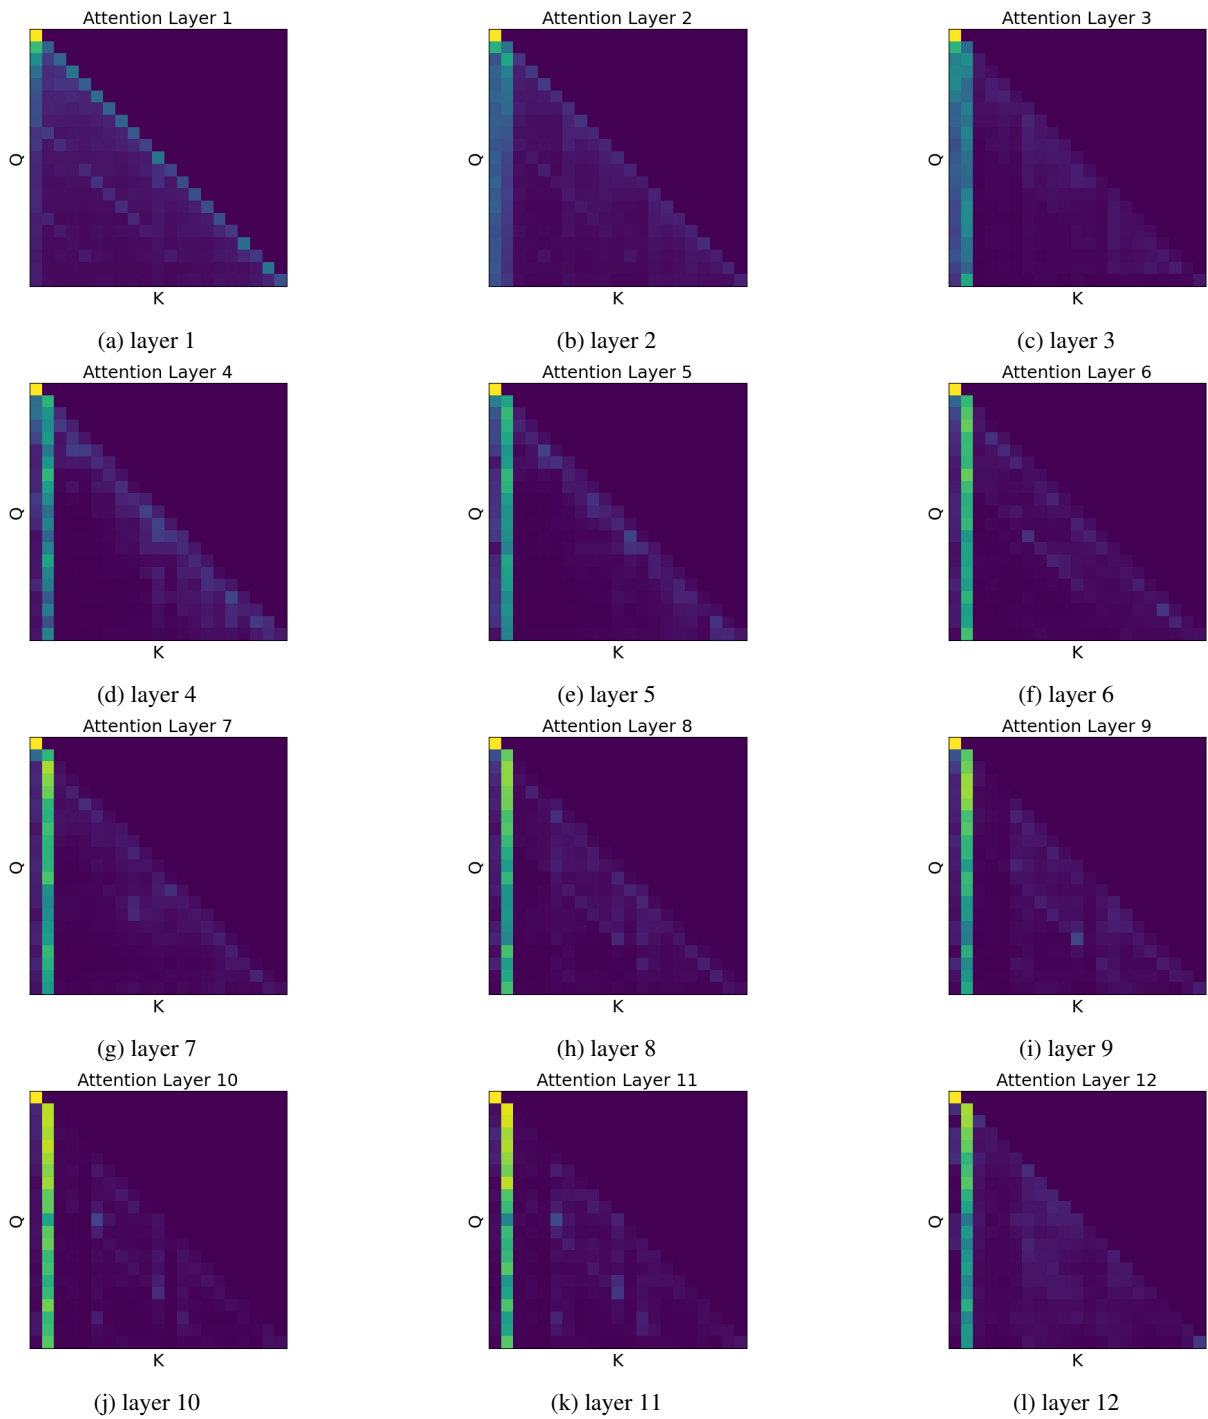 Attention Layer 1
Attention Layer 2
Attention Layer 3
Q
Q
Q
K
K
K
(a) layer 1
(b) layer 2
(c) layer 3
Attention Layer 4
Attention Layer 5
Attention Layer 6
Q
Q
Q
K
K
K
(d) layer 4
(e) layer 5
(f) layer 6
Attention Layer 7
Attention Layer 8
Attention Layer 9
Q
Q
Q
K
K
K
(g) layer 7
(h) layer 8
(i) layer 9
Attention Layer 10
Attention Layer 11
Attention Layer 12
Q
Q
Q
K
K
K
(j) layer 10
(k) layer 11
(l) layer 12